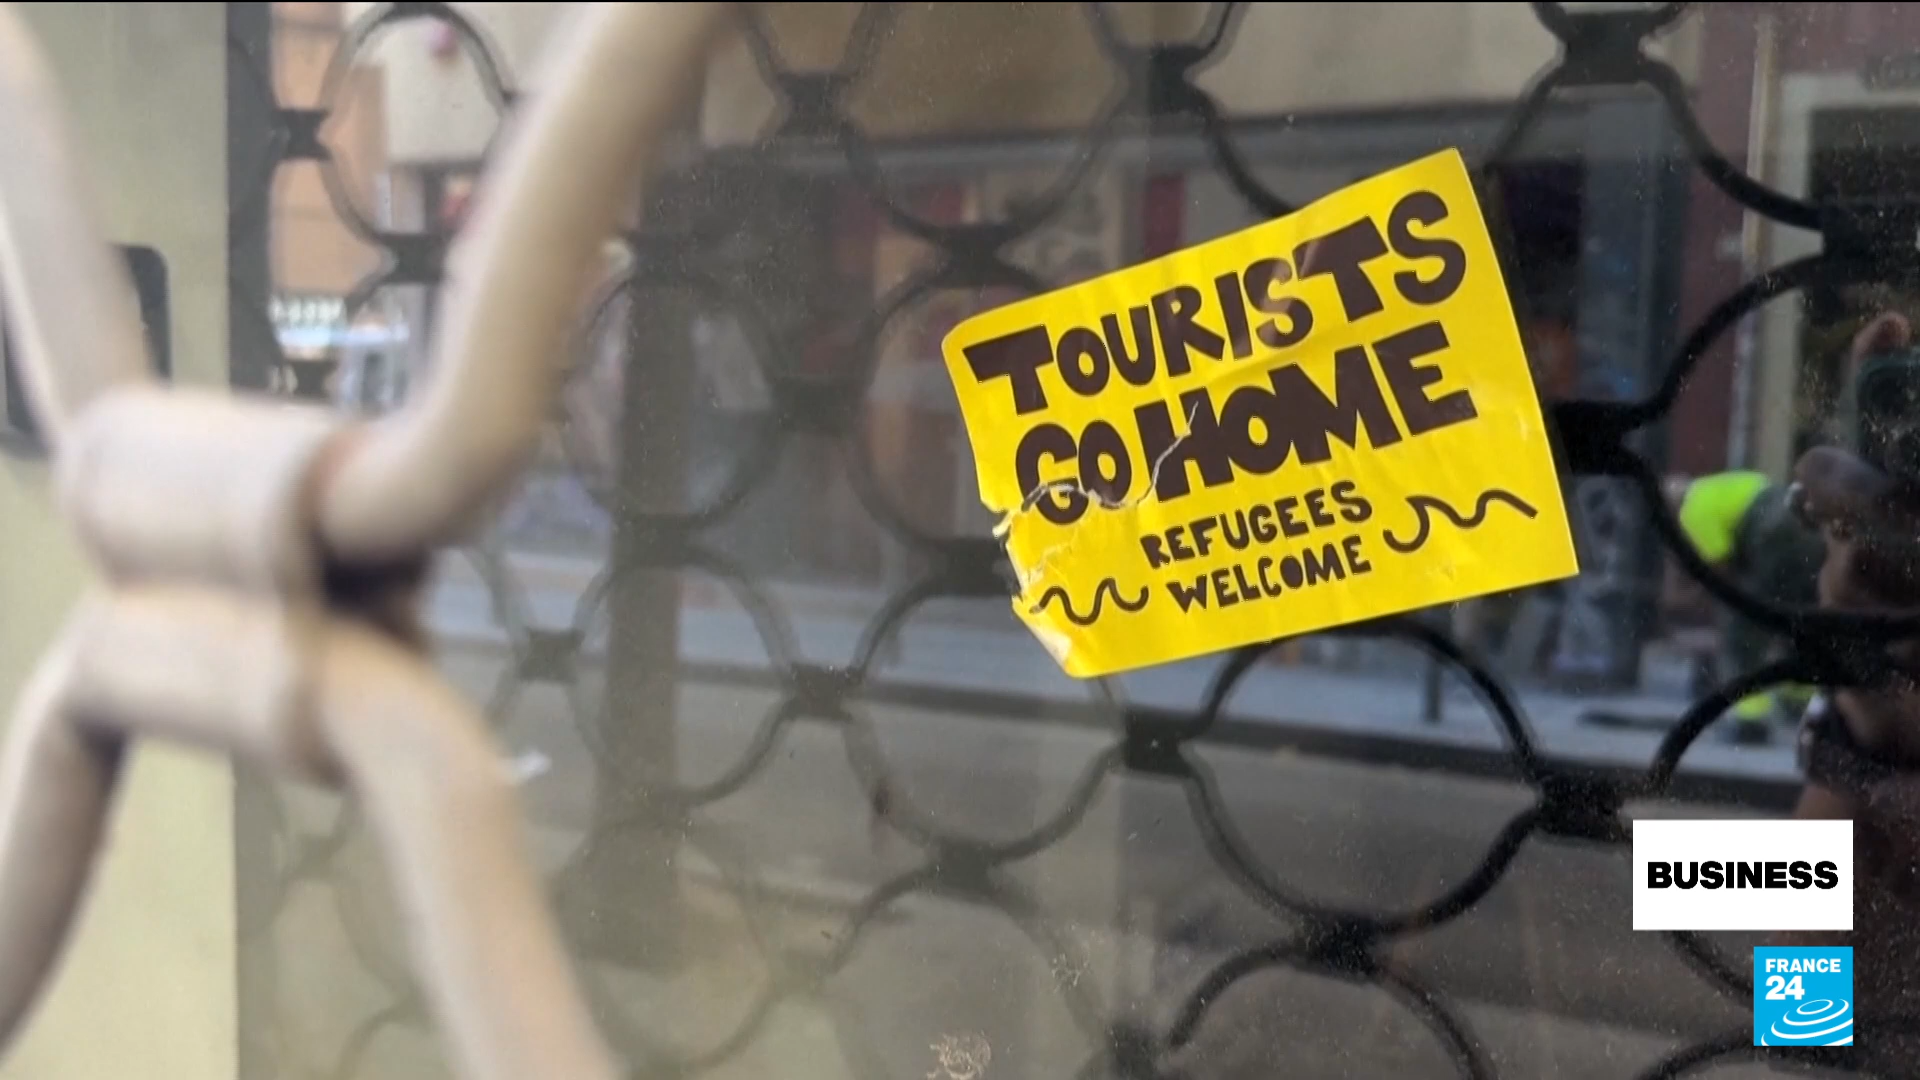 TOURISTS
GO HOME
REFUGEES
WELCOME
BUSINESS
FRANCE
24